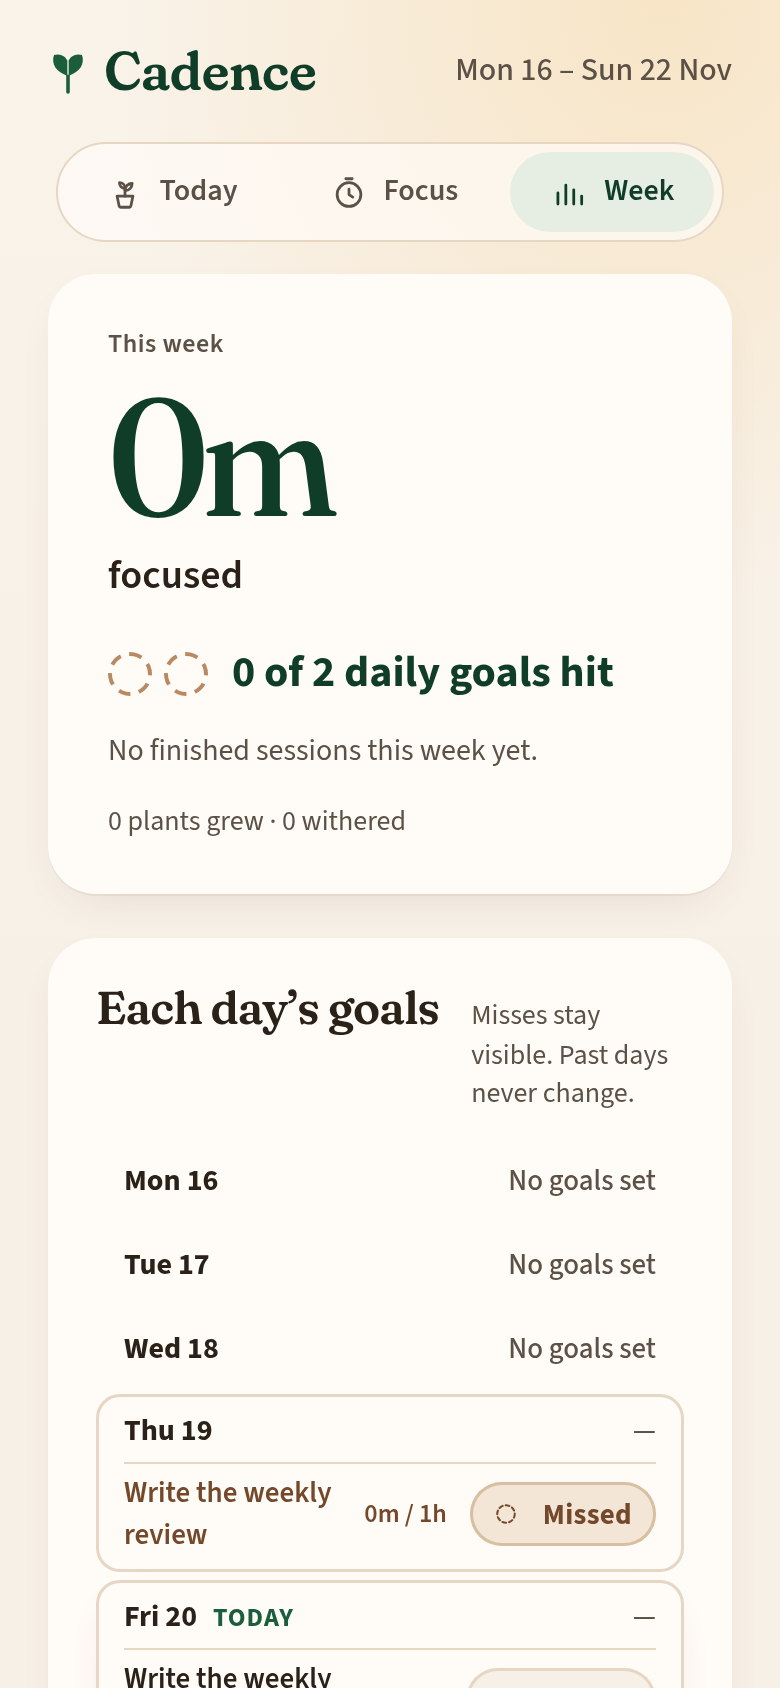 Cadence
Mon 16 – Sun 22 Nov
Today
Focus
Week
This week
0m
focused
0 of 2 daily goals hit
No finished sessions this week yet.
0 plants grew · 0 withered
Each day’s goals
Misses stay
visible. Past days
never change.
Mon 16
No goals set
Tue 17
No goals set
Wed 18
No goals set
Thu 19
—
Write the weekly
review
0m / 1h
Missed
Fri 20 TODAY
—
Write the weekly